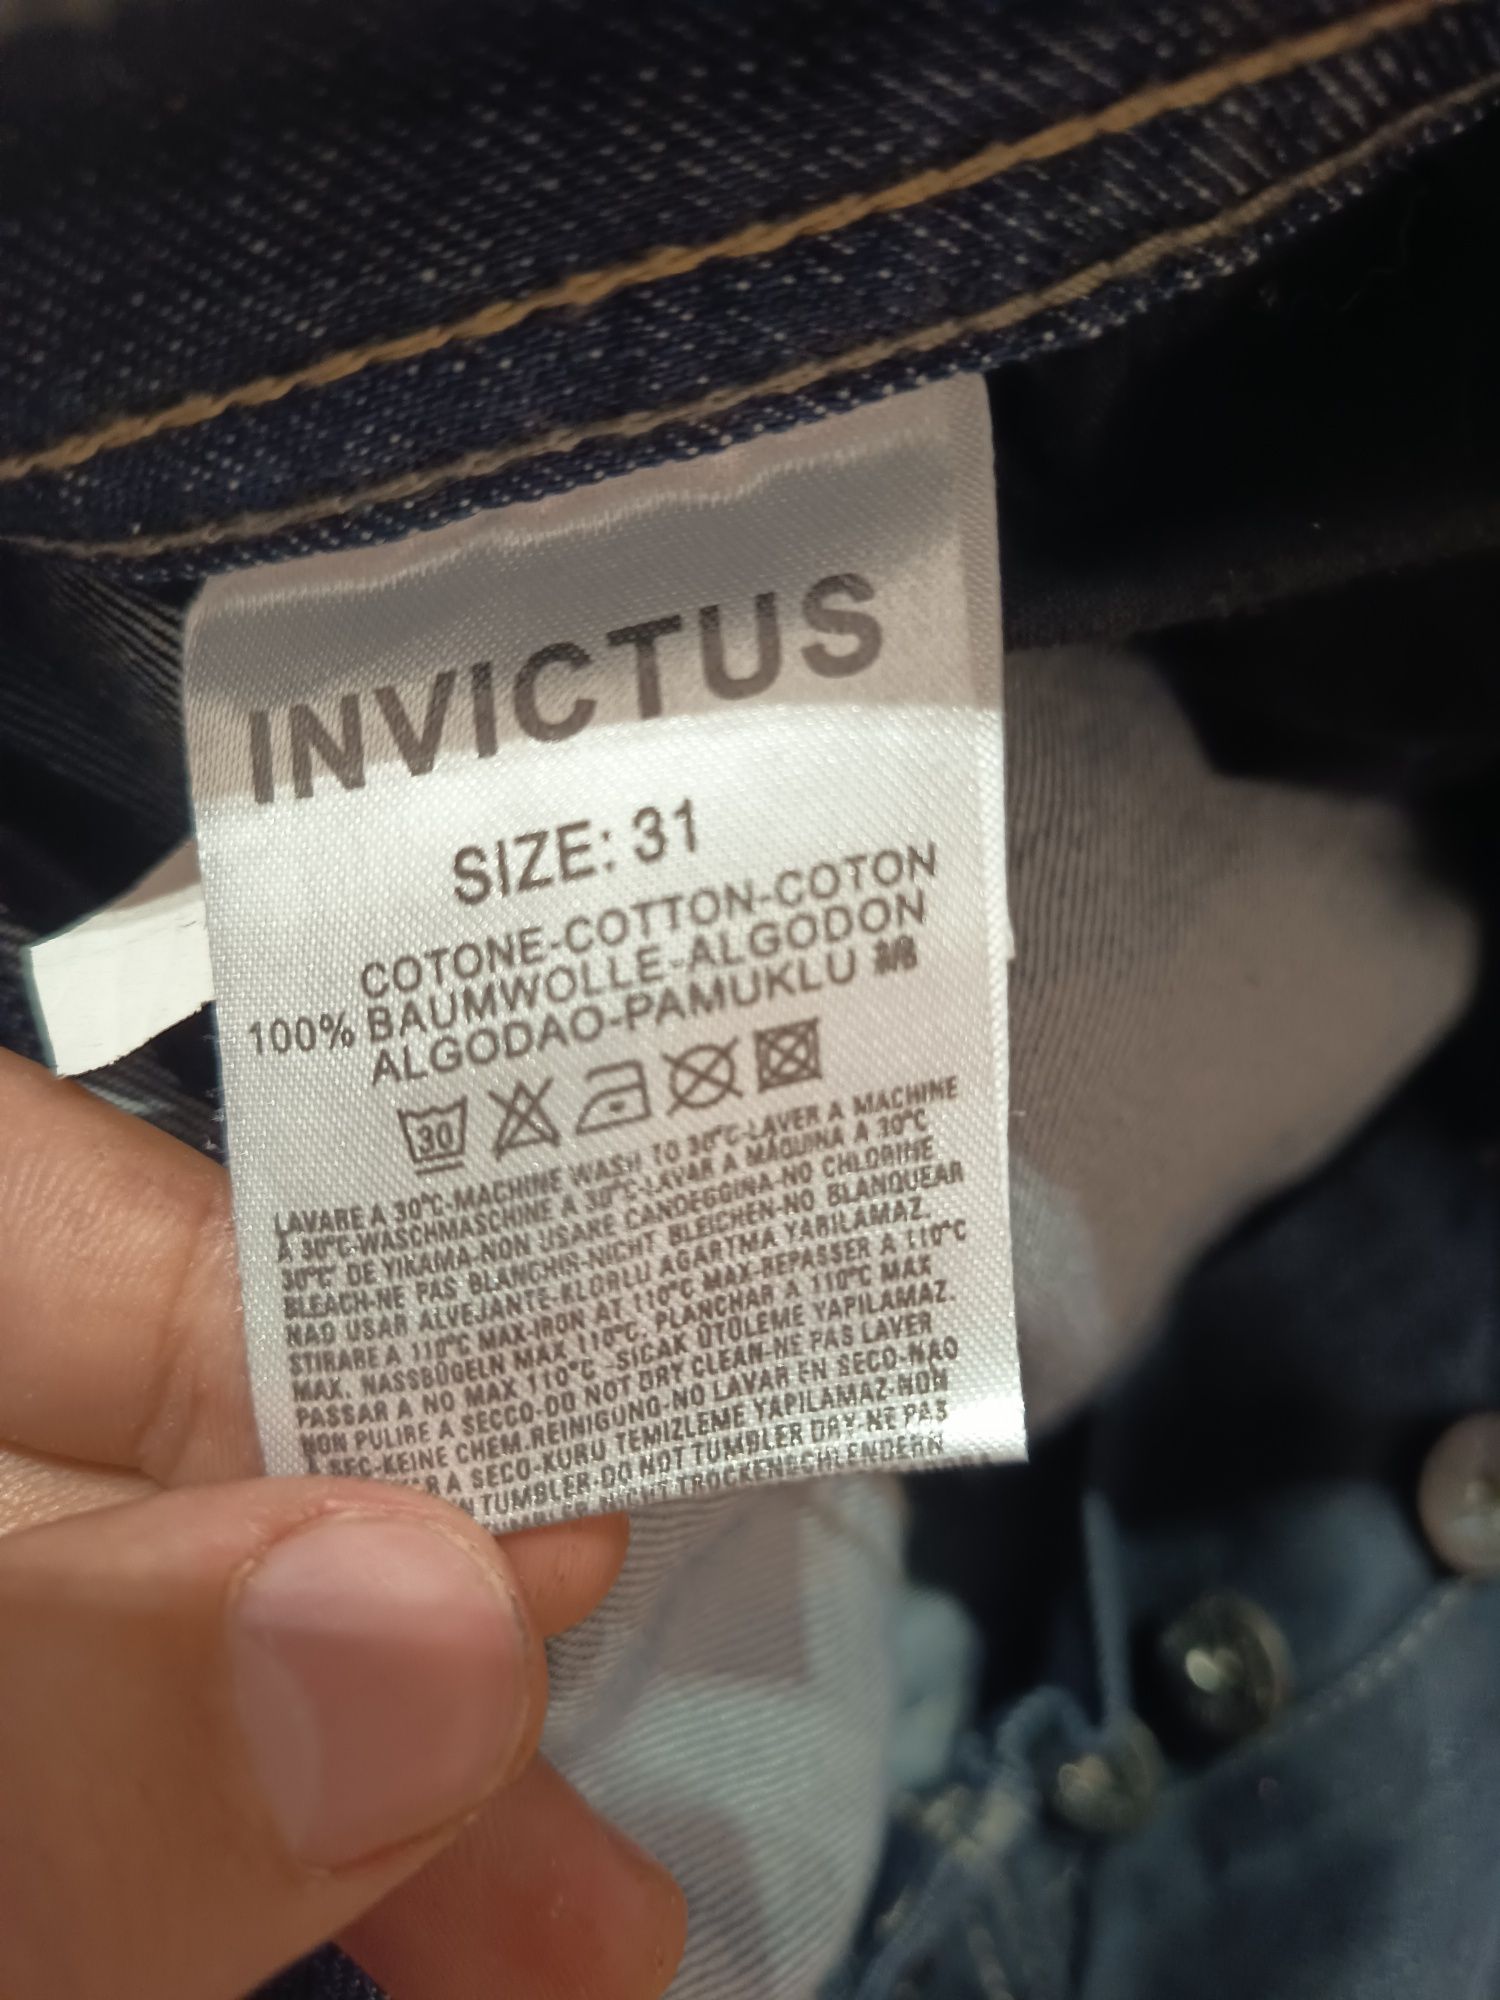 INVICTUS
SIZE: 31
COTONE-COTTON-COTON
100% BAUMWOLLE-ALGODON
ALGODAO-PAMUKLU
30
LAVARE A 30°C-MACHINE WASH TO 30°C-LAVER A MACHINE
A 30°C-WASCHMASCHINE A 30°C-LAVAR A MAQUINA A 30°C
30°C' DE YIKAMA-NON USARE CANDEGGINA-NO CHLORINE
BLEACH-NE PAS BLANCHIR-NICHT BLEICHEN-NO BLANQUEAR
NAO USAR ALVEJANTE-KLORLU AGARTMA YAPILAMAZ.
STIRARE A 110°C MAX-IRON AT 110°C MAX-REPASSER A 110°C
MAX. NASSBÜGELN MAX 110°C. PLANCHAR A 110°C MAX
PASSAR A NO MAX 110°C- SICAK ÜTÜLEME YAPILAMAZ.
NON PULIRE A SECCO-DO NOT DRY CLEAN-NE PAS LAVER
A SEC-KEINE CHEM.REINIGUNG-NO LAVAR EN SECO-NAO
A SECO-KURU TEMIZLEME YAPILAMAZ-NON
TUMBLER-DO NOT TUMBLER DRY-NE PAS
NICHT TROCKENSCHLENDERN